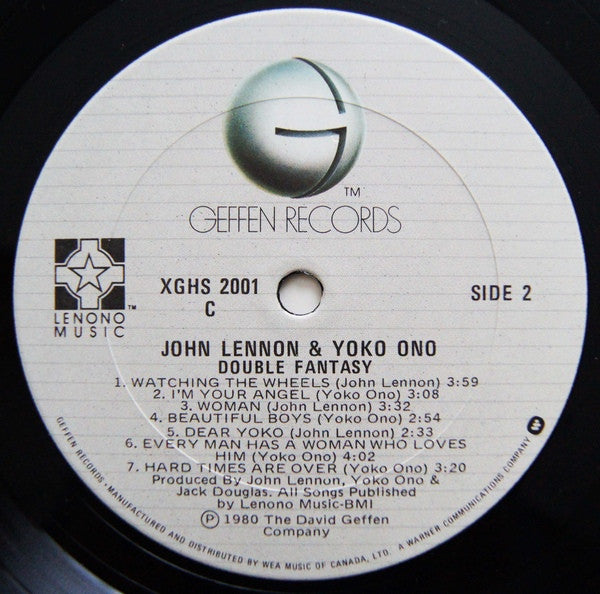 TM
GEFFEN RECORDS
LENONO™
MUSIC
XGHS 2001
C
SIDE 2
JOHN LENNON & YOKO ONO
DOUBLE FANTASY
1. WATCHING THE WHEELS (John Lennon) 3:59
2. I'M YOUR ANGEL (Yoko Ono) 3:08
3. WOMAN (John Lennon) 3:32
4. BEAUTIFUL BOYS (Yoko Ono) 2:54
5. DEAR YOKO (John Lennon) 2:33
6. EVERY MAN HAS A WOMAN WHO LOVES
HIM (Yoko Ono) 4:02
7. HARD TIMES ARE OVER (Yoko Ono) 3:20
Produced By John Lennon, Yoko Ono &
Jack Douglas. All Songs Published
by Lenono Music-BMI
Ⓟ 1980 The David Geffen
Company
GEFFEN RECORDS - MANUFACTURED AND DISTRIBUTED BY WEA MUSIC OF CANADA, LTD. A WARNER COMMUNICATIONS COMPANY